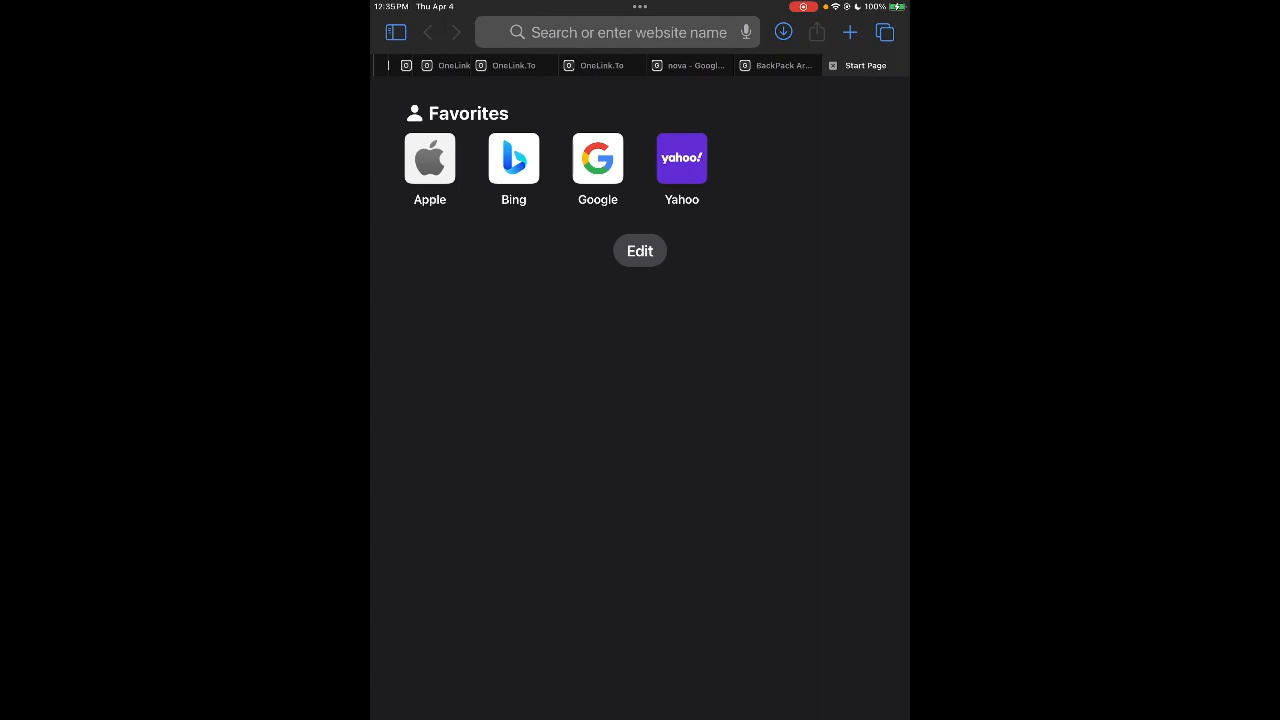 12:35 PM Thu Apr 4 100%
Search or enter website name
OneLink OneLink.To OneLink.To nova - Googl... BackPack Ar... Start Page
Favorites
yahoo!
Apple Bing Google Yahoo
Edit